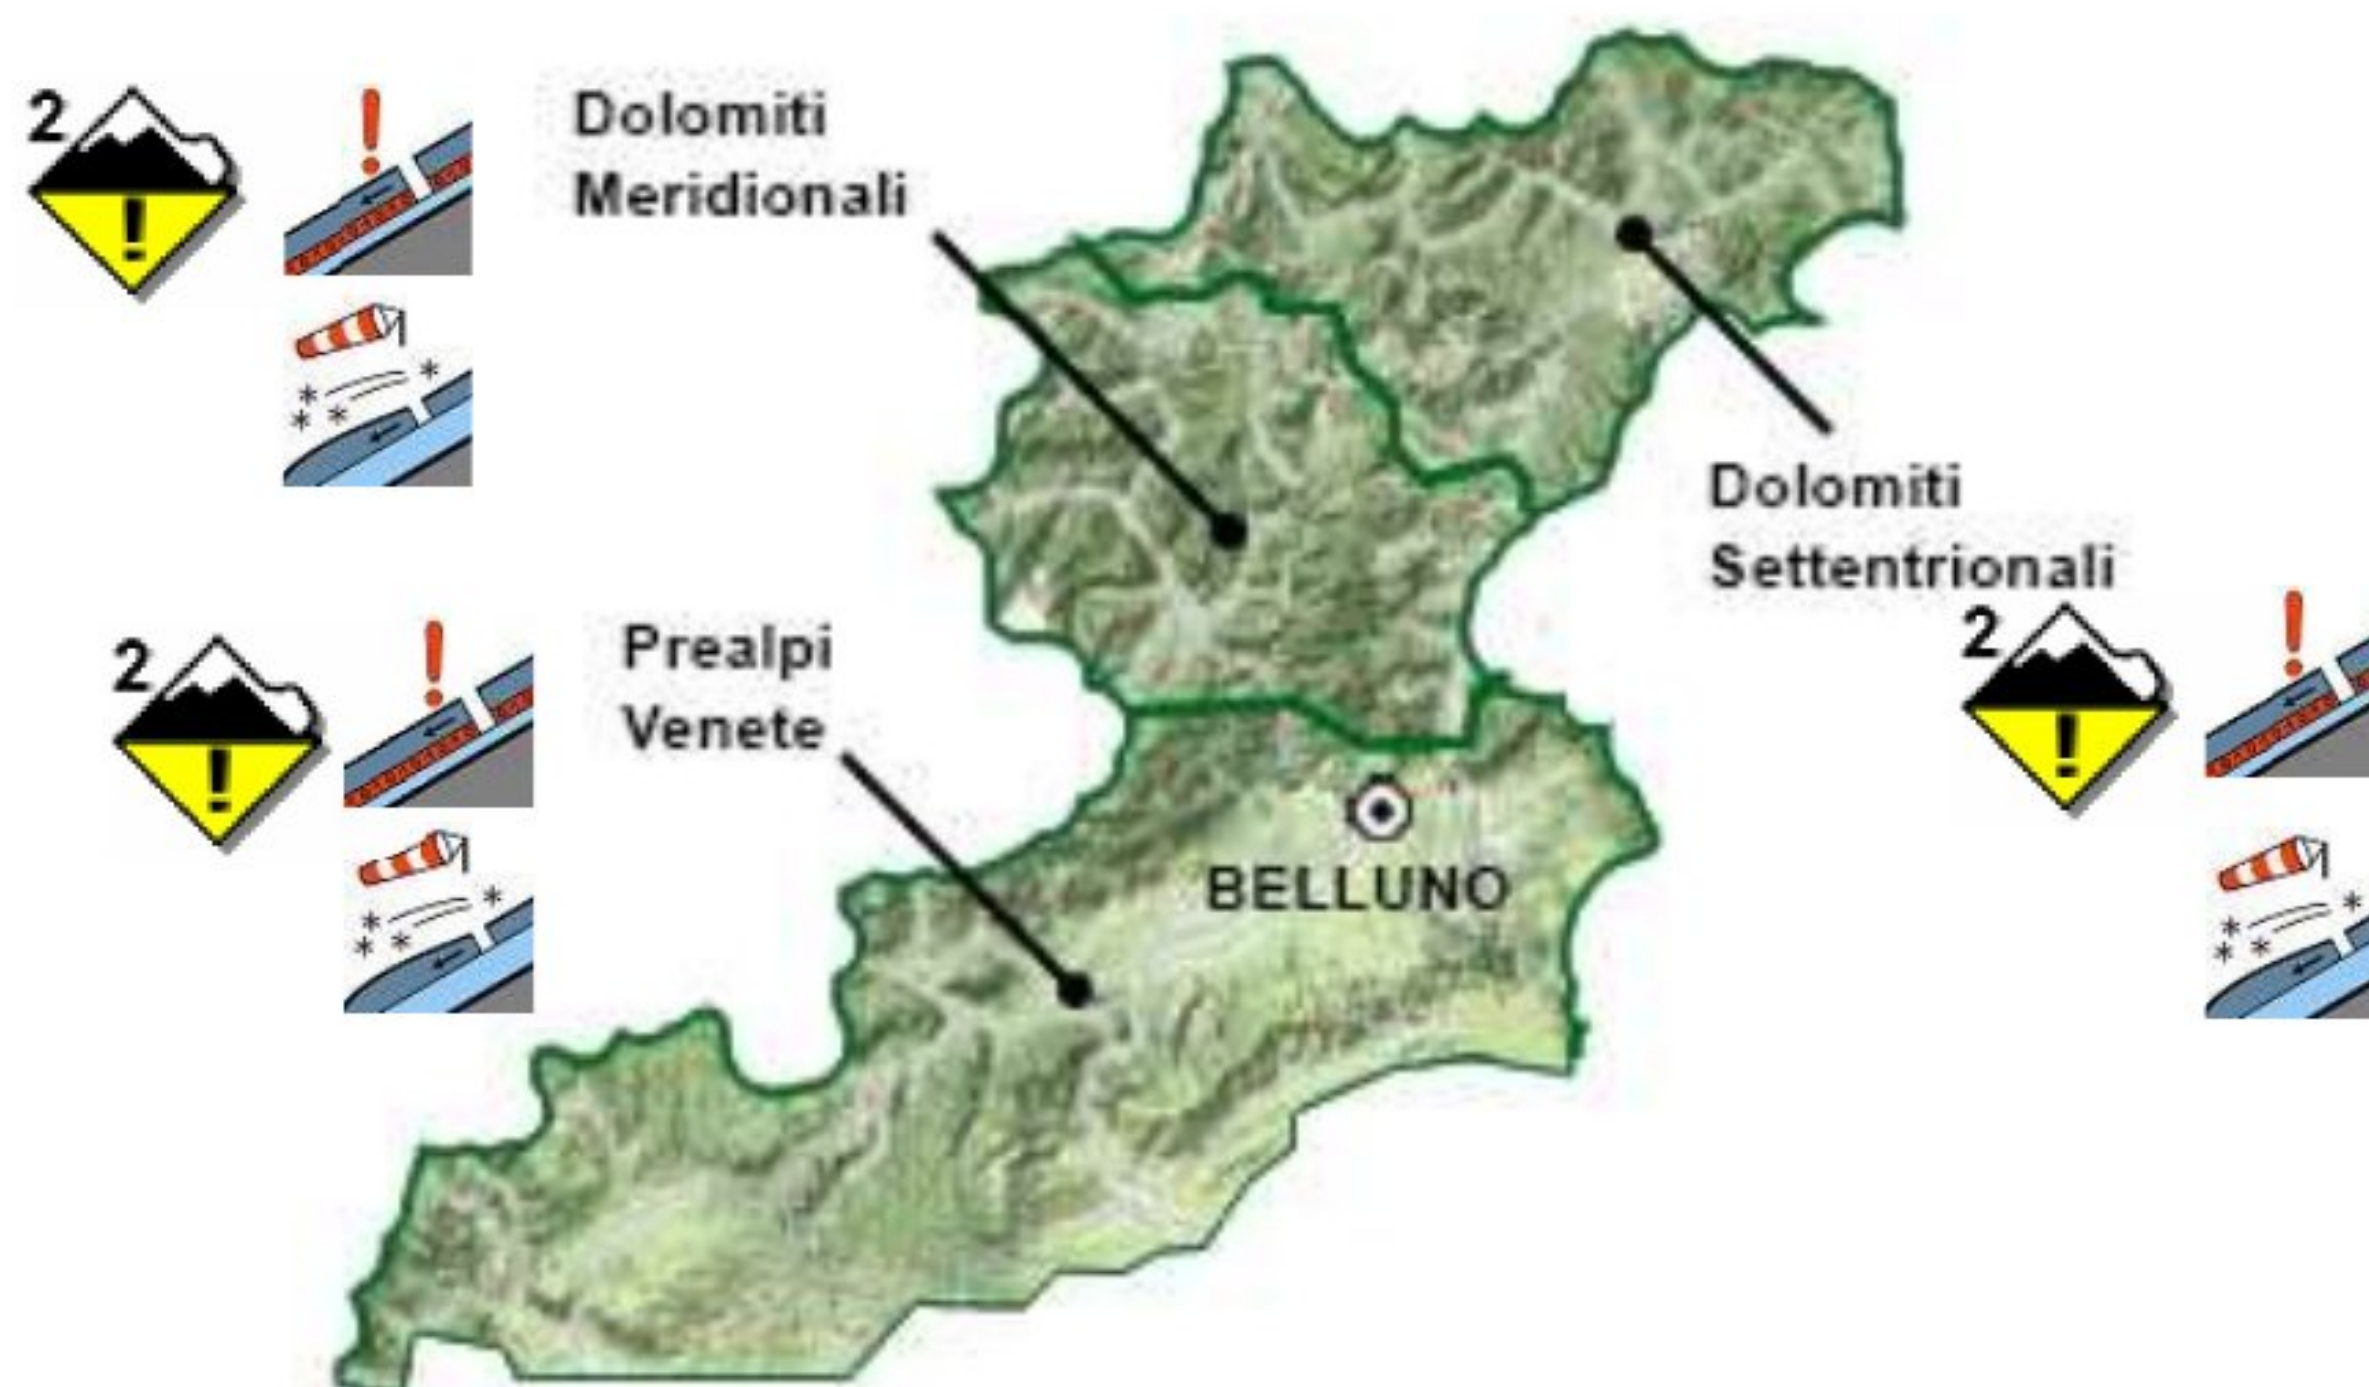 2
Dolomiti
Meridionali
Dolomiti
Settentrionali
2
Prealpi
Venete
2
BELLUNO